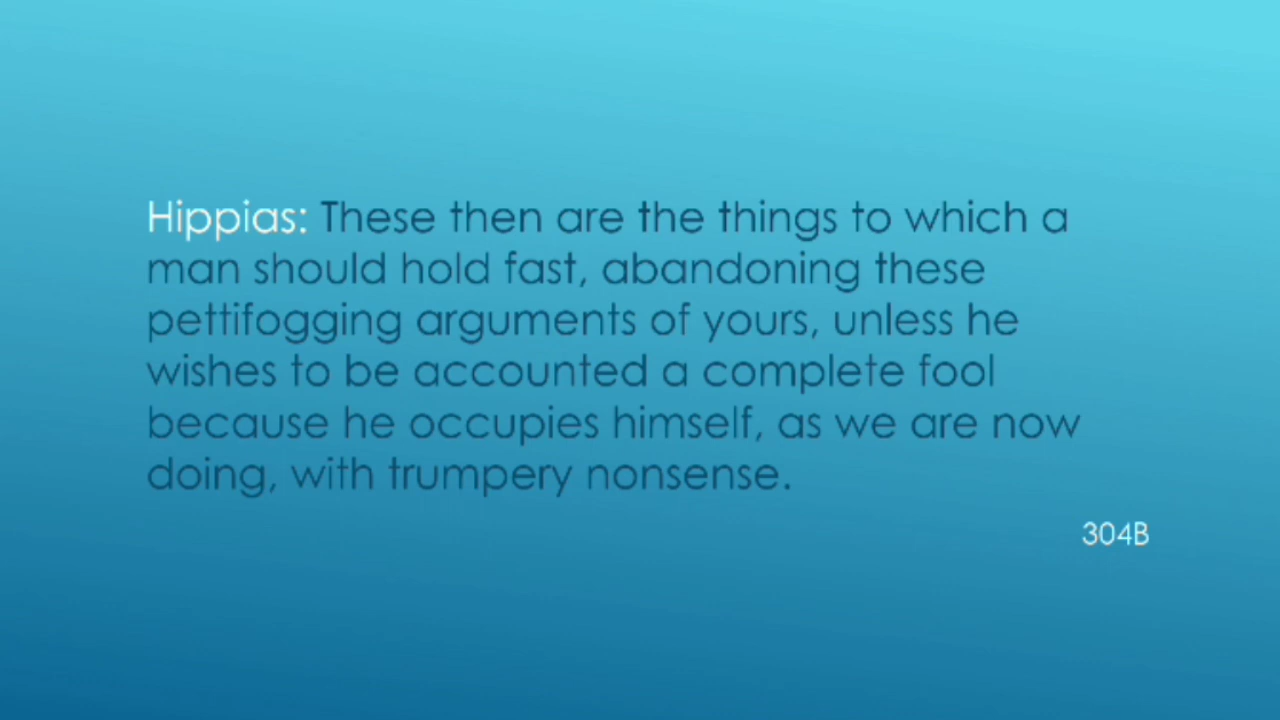 Hippias: These then are the things to which a
man should hold fast, abandoning these
pettifogging arguments of yours, unless he
wishes to be accounted a complete fool
because he occupies himself, as we are now
doing, with trumpery nonsense.
304B